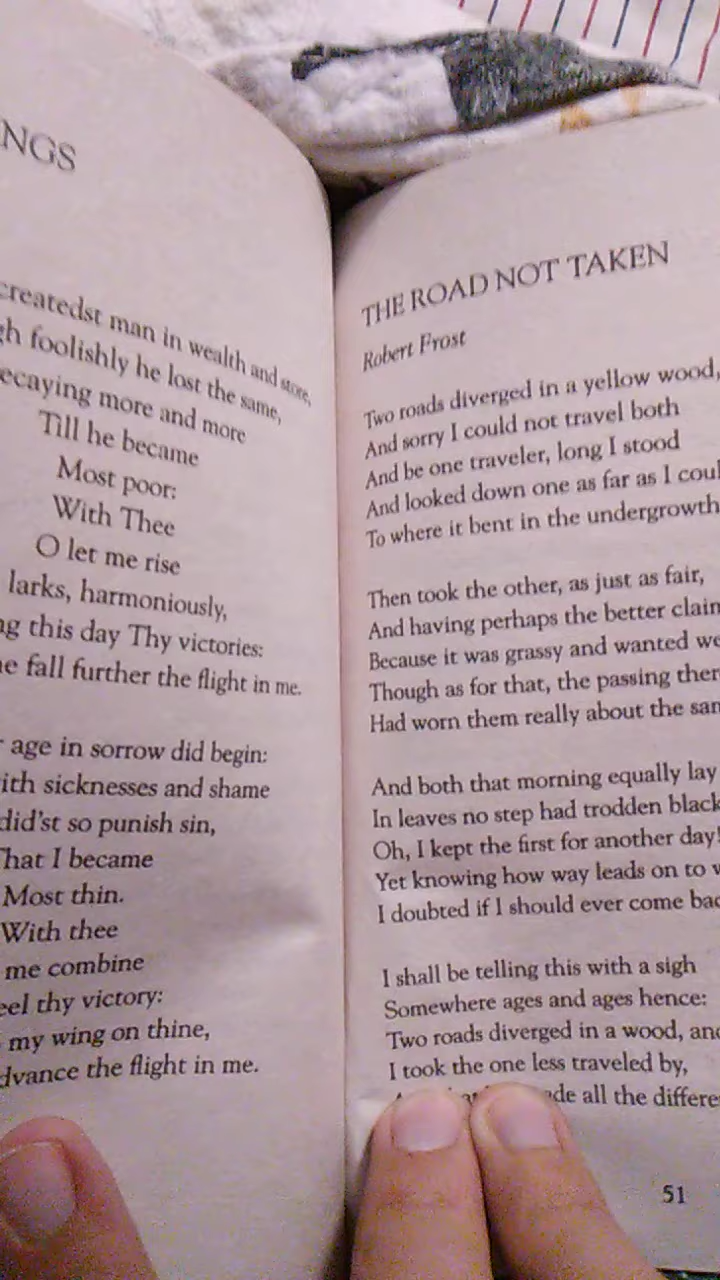 NGS
createdst man in wealth and store,
gh foolishly he lost the same,
ecaying more and more
Till he became
Most poor:
With Thee
O let me rise
larks, harmoniously,
ng this day Thy victories:
e fall further the flight in me.
age in sorrow did begin:
ith sicknesses and shame
did'st so punish sin,
That I became
Most thin.
With thee
me combine
eel thy victory:
my wing on thine,
dvance the flight in me.
THE ROAD NOT TAKEN
Robert Frost
Two roads diverged in a yellow wood,
And sorry I could not travel both
And be one traveler, long I stood
And looked down one as far as I coul
To where it bent in the undergrowth
Then took the other, as just as fair,
And having perhaps the better claim
Because it was grassy and wanted we
Though as for that, the passing ther
Had worn them really about the sam
And both that morning equally lay
In leaves no step had trodden black
Oh, I kept the first for another day!
Yet knowing how way leads on to w
I doubted if I should ever come bac
I shall be telling this with a sigh
Somewhere ages and ages hence:
Two roads diverged in a wood, and
I took the one less traveled by,
all the differe
51